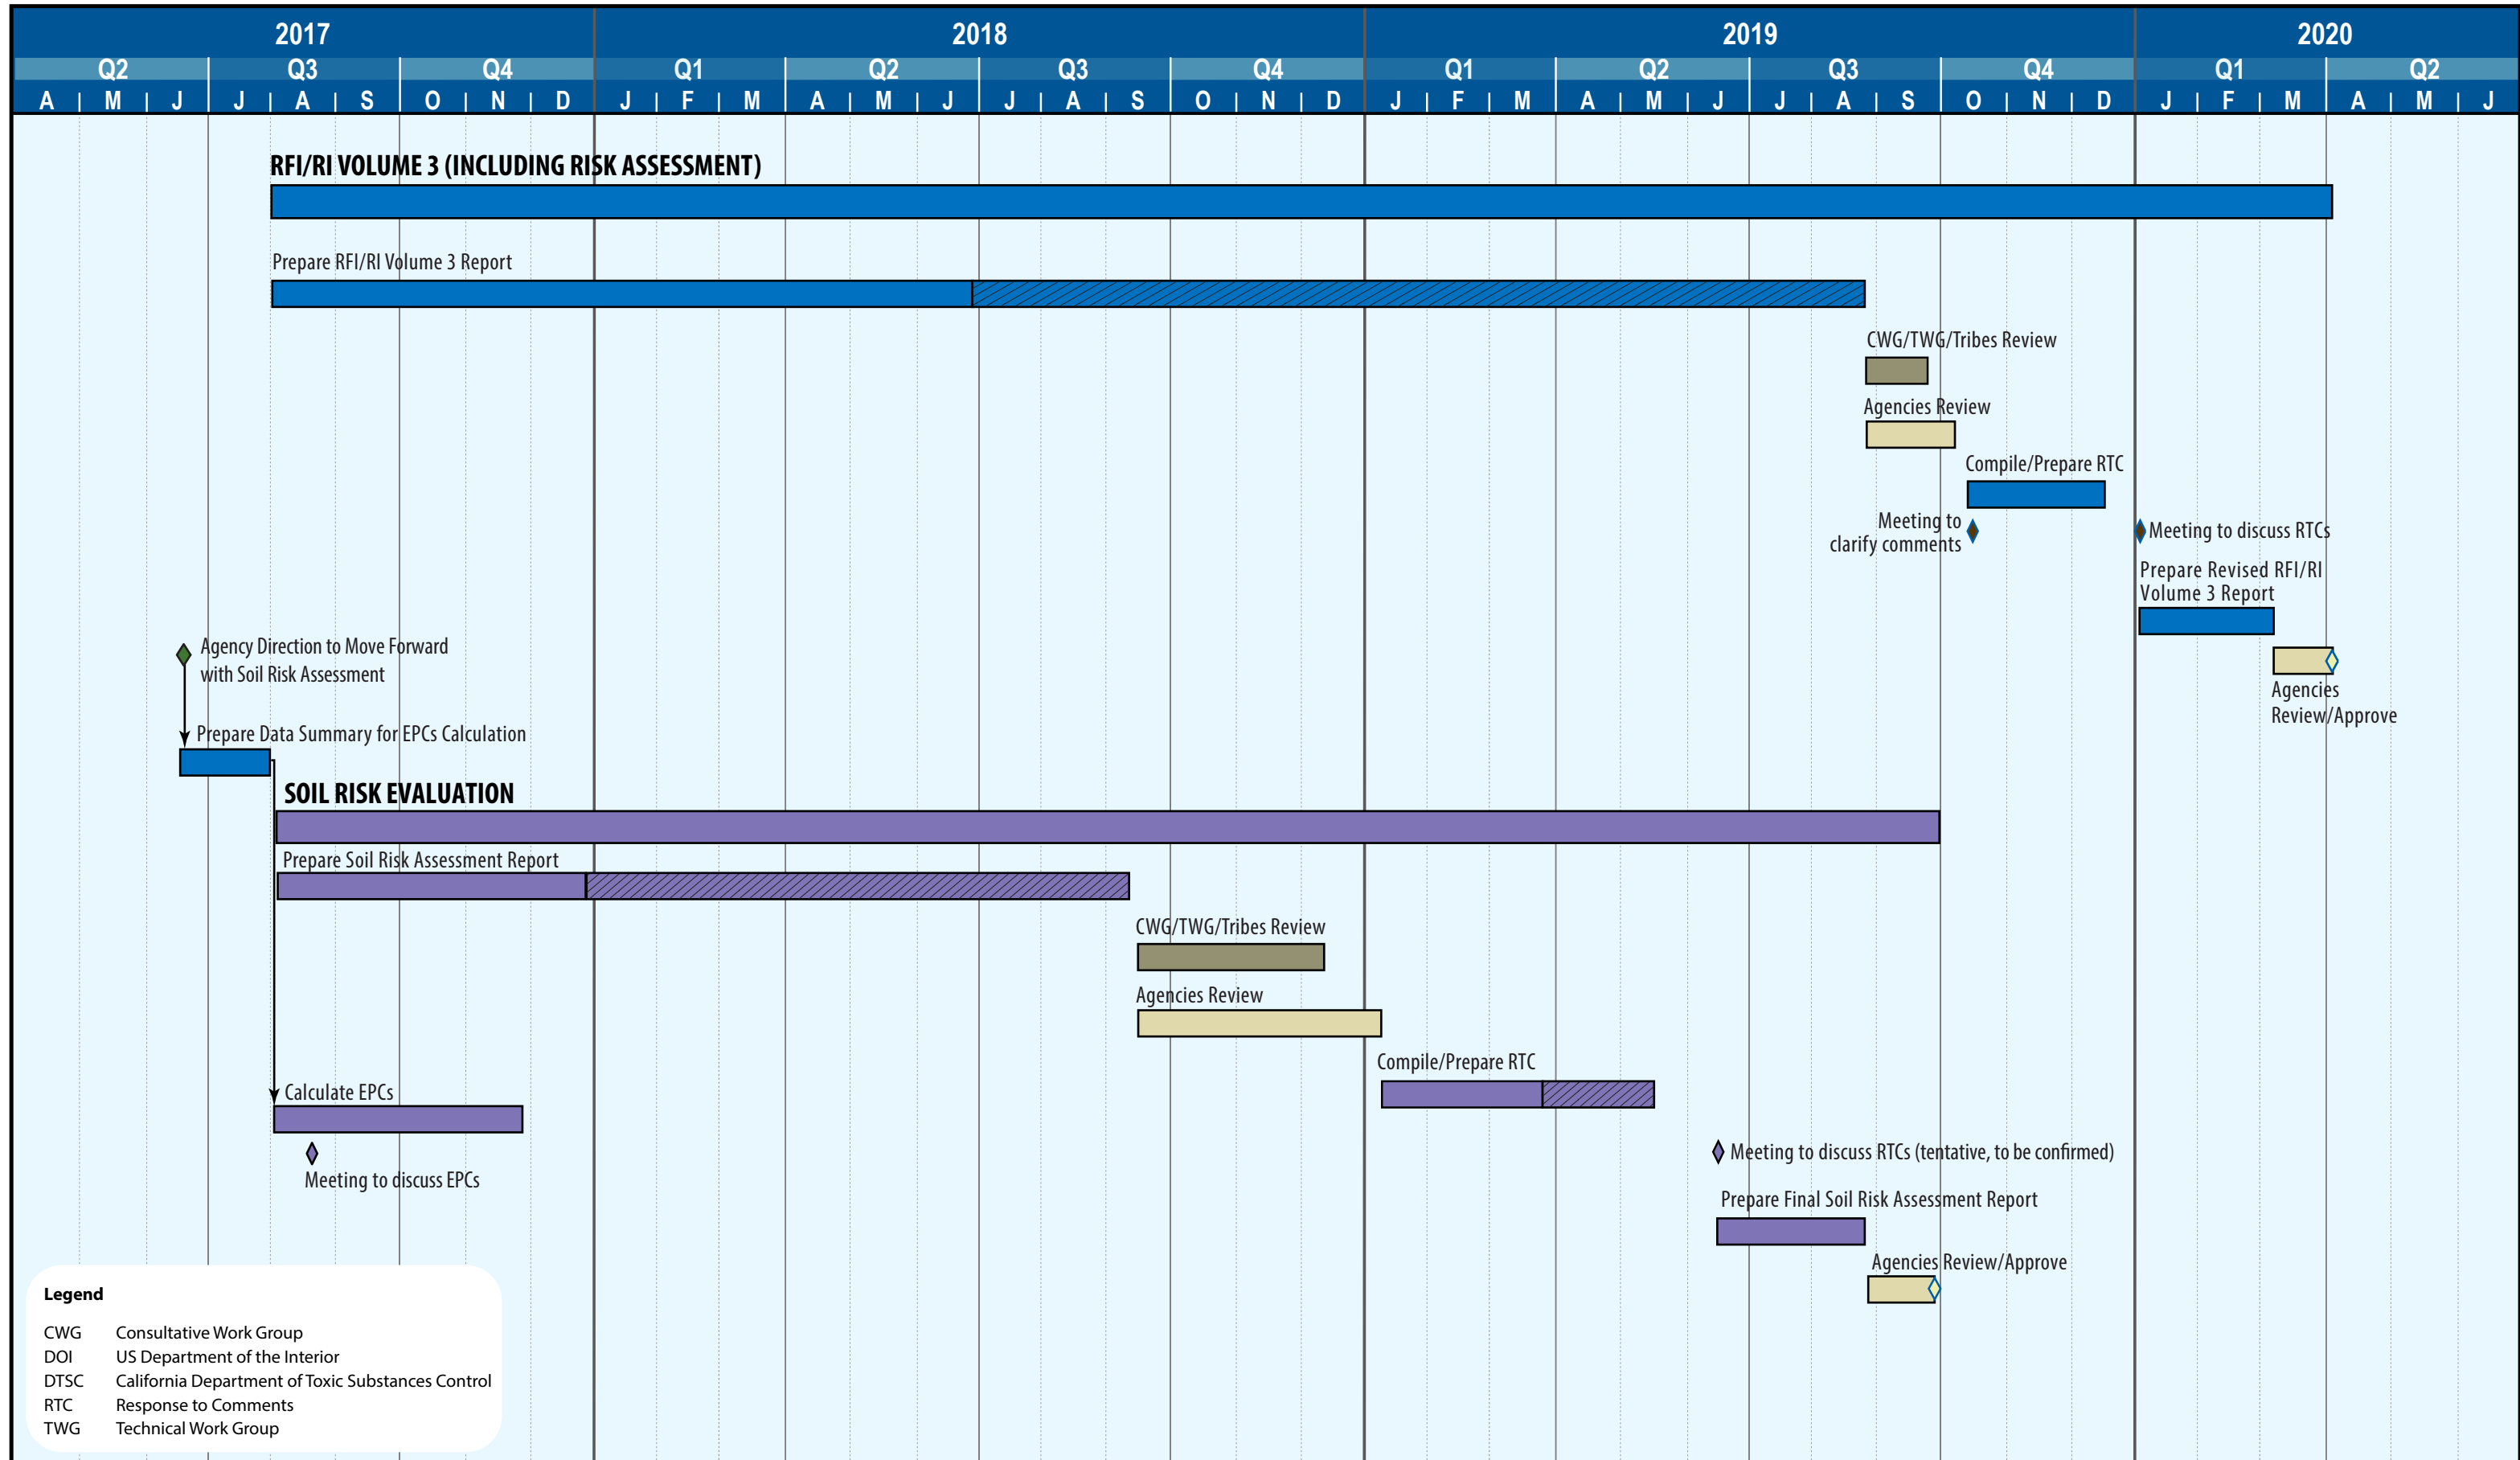 2017 2018 2019 2020
Q2 Q3 Q4 Q1 Q2 Q3 Q4 Q1 Q2 Q3 Q4 Q1 Q2
A M J J A S O N D J F M A M J J A S O N D J F M A M J J A S O N D J F M A M J
RFI/RI VOLUME 3 (INCLUDING RISK ASSESSMENT)
Prepare RFI/RI Volume 3 Report
CWG/TWG/Tribes Review
Agencies Review
Compile/Prepare RTC
Meeting to
clarify comments
Meeting to discuss RTCs
Prepare Revised RFI/RI
Volume 3 Report
Agency Direction to Move Forward
with Soil Risk Assessment
Agencies
Review/Approve
Prepare Data Summary for EPCs Calculation
SOIL RISK EVALUATION
Prepare Soil Risk Assessment Report
CWG/TWG/Tribes Review
Agencies Review
Compile/Prepare RTC
Calculate EPCs
Meeting to discuss EPCs
Meeting to discuss RTCs (tentative, to be confirmed)
Prepare Final Soil Risk Assessment Report
Agencies Review/Approve
Legend
CWG Consultative Work Group
DOI US Department of the Interior
DTSC California Department of Toxic Substances Control
RTC Response to Comments
TWG Technical Work Group